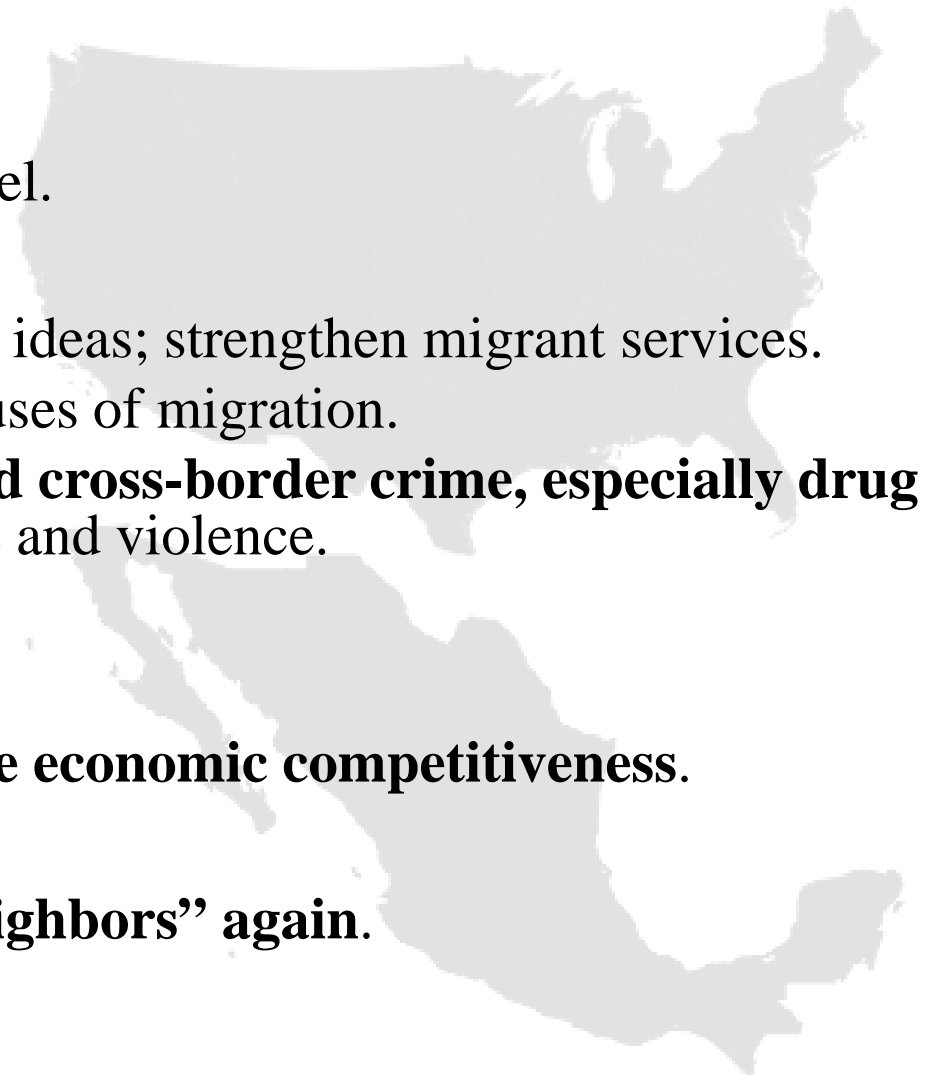 el.
ideas; strengthen migrant services.
uses of migration.
d cross-border crime, especially drug
and violence.
e economic competitiveness.
ighbors” again.